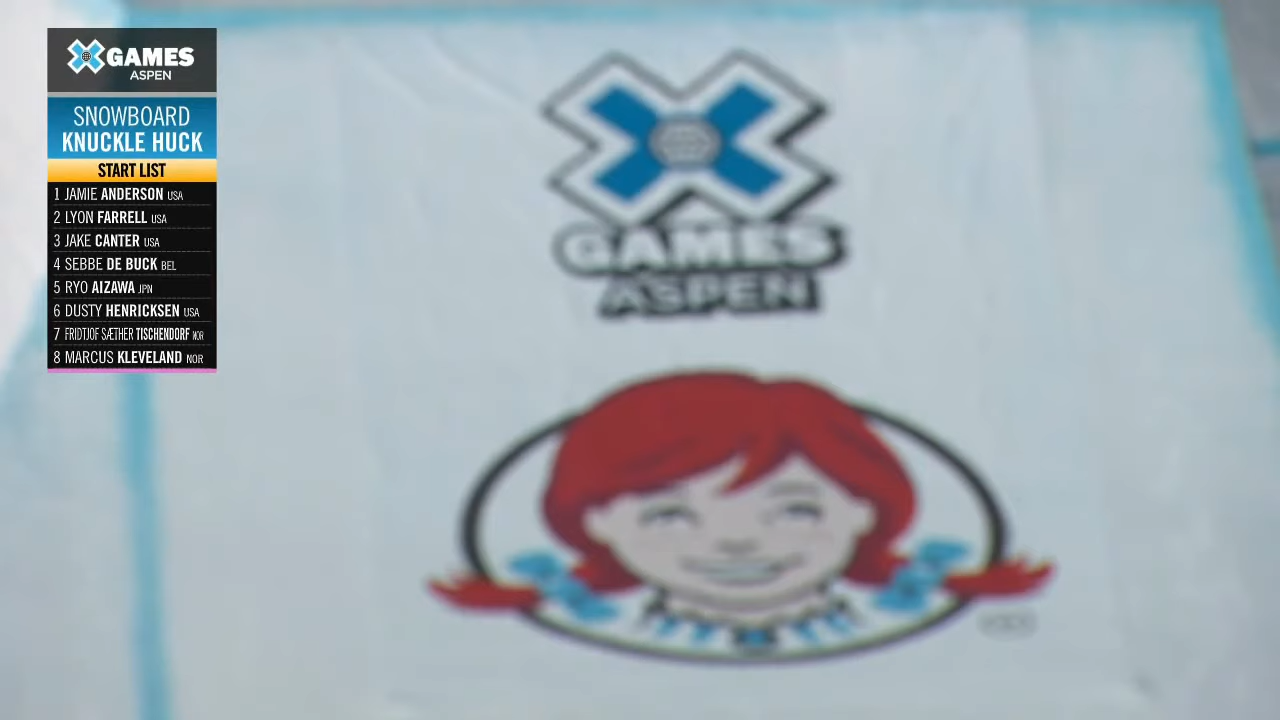 X GAMES
ASPEN
SNOWBOARD
KNUCKLE HUCK
START LIST
1 JAMIE ANDERSON USA
2 LYON FARRELL USA
3 JAKE CANTER USA
4 SEBBE DE BUCK BEL
5 RYO AIZAWA JPN
6 DUSTY HENRICKSEN USA
7 FRIDTJOF SÆTHER TISCHENDORF NOR
8 MARCUS KLEVELAND NOR
X
GAMES
ASPEN